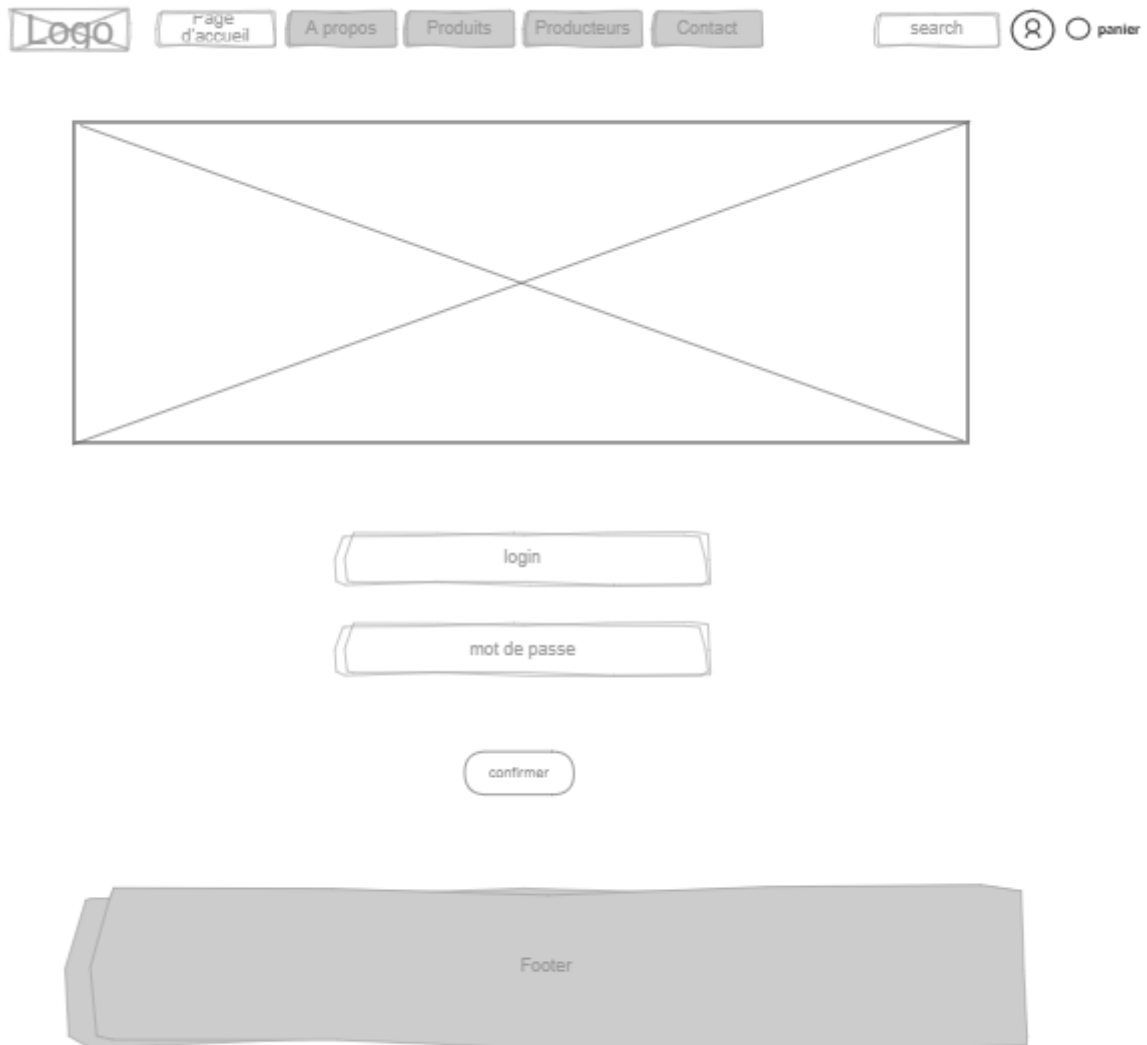 Logo
Page
d'accueil
A propos
Produits
Producteurs
Contact
search
panier
login
mot de passe
confirmer
Footer